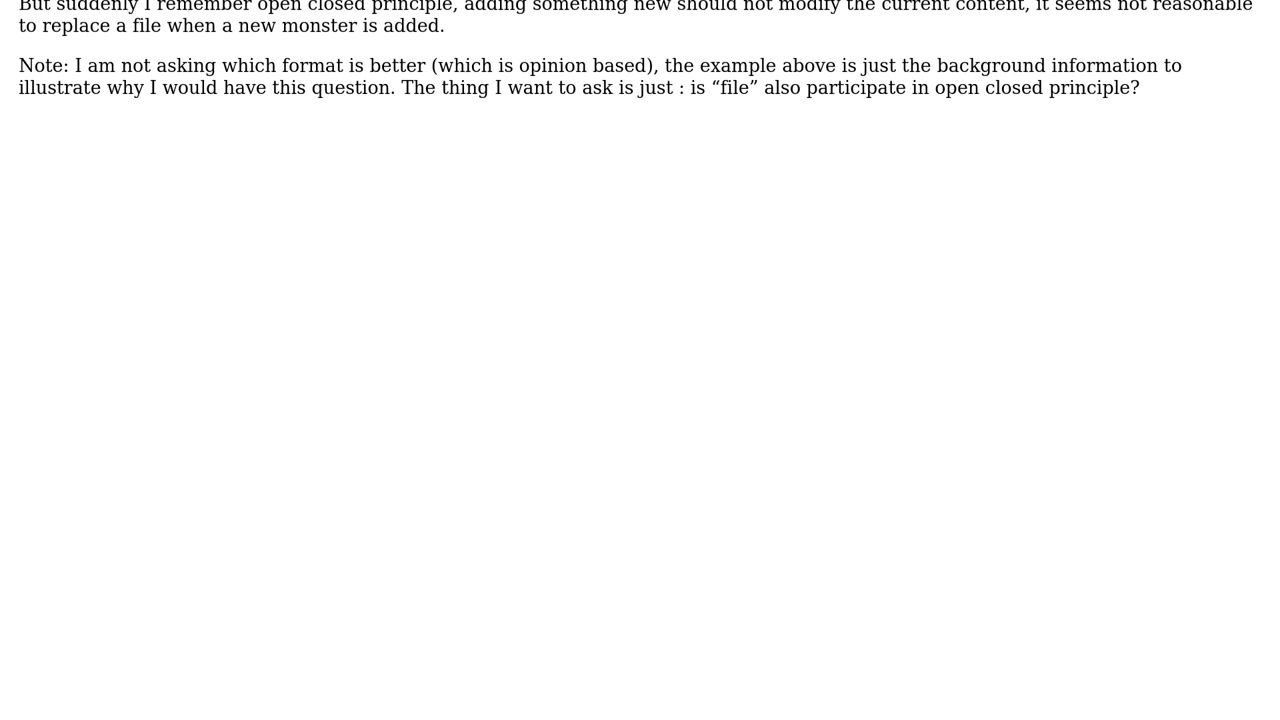 But suddenly I remember open closed principle, adding something new should not modify the current content, it seems not reasonable
to replace a file when a new monster is added.
Note: I am not asking which format is better (which is opinion based), the example above is just the background information to
illustrate why I would have this question. The thing I want to ask is just : is “file” also participate in open closed principle?